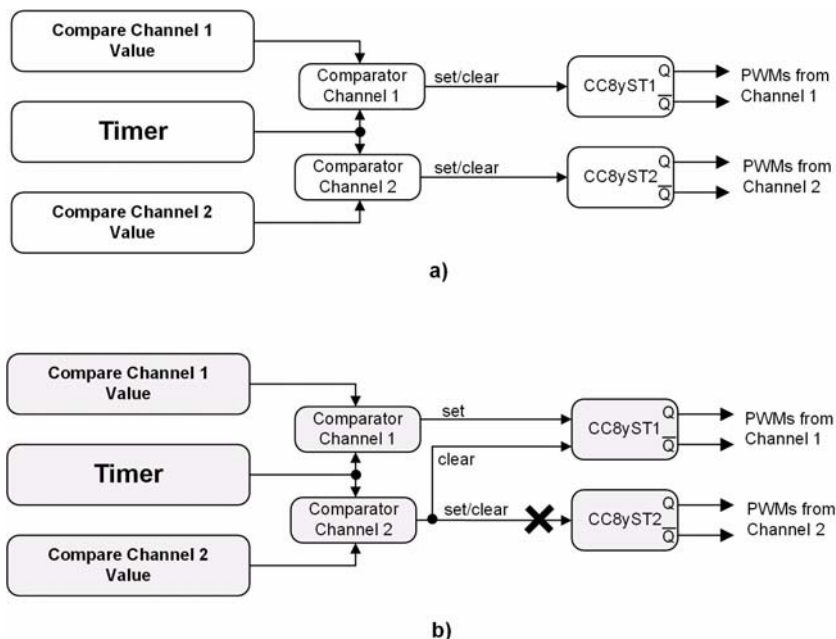 Compare Channel 1
Value
Comparator
Channel 1
set/clear
CC8yST1
Q
Q
PWMs from
Channel 1
Timer
Comparator
Channel 2
set/clear
CC8yST2
Q
Q
PWMs from
Channel 2
Compare Channel 2
Value
a)
Compare Channel 1
Value
Comparator
Channel 1
set
clear
CC8yST1
Q
Q
PWMs from
Channel 1
Timer
Comparator
Channel 2
set/clear
CC8yST2
Q
Q
PWMs from
Channel 2
Compare Channel 2
Value
b)